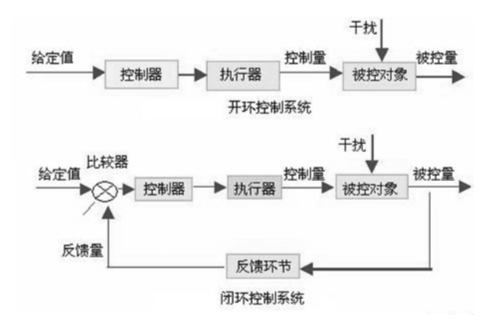 干扰
给定值
控制器
执行器
控制量
被控对象
被控量
开环控制系统
干扰
比较器
给定值
控制器
执行器
控制量
被控对象
被控量
反馈量
反馈环节
闭环控制系统